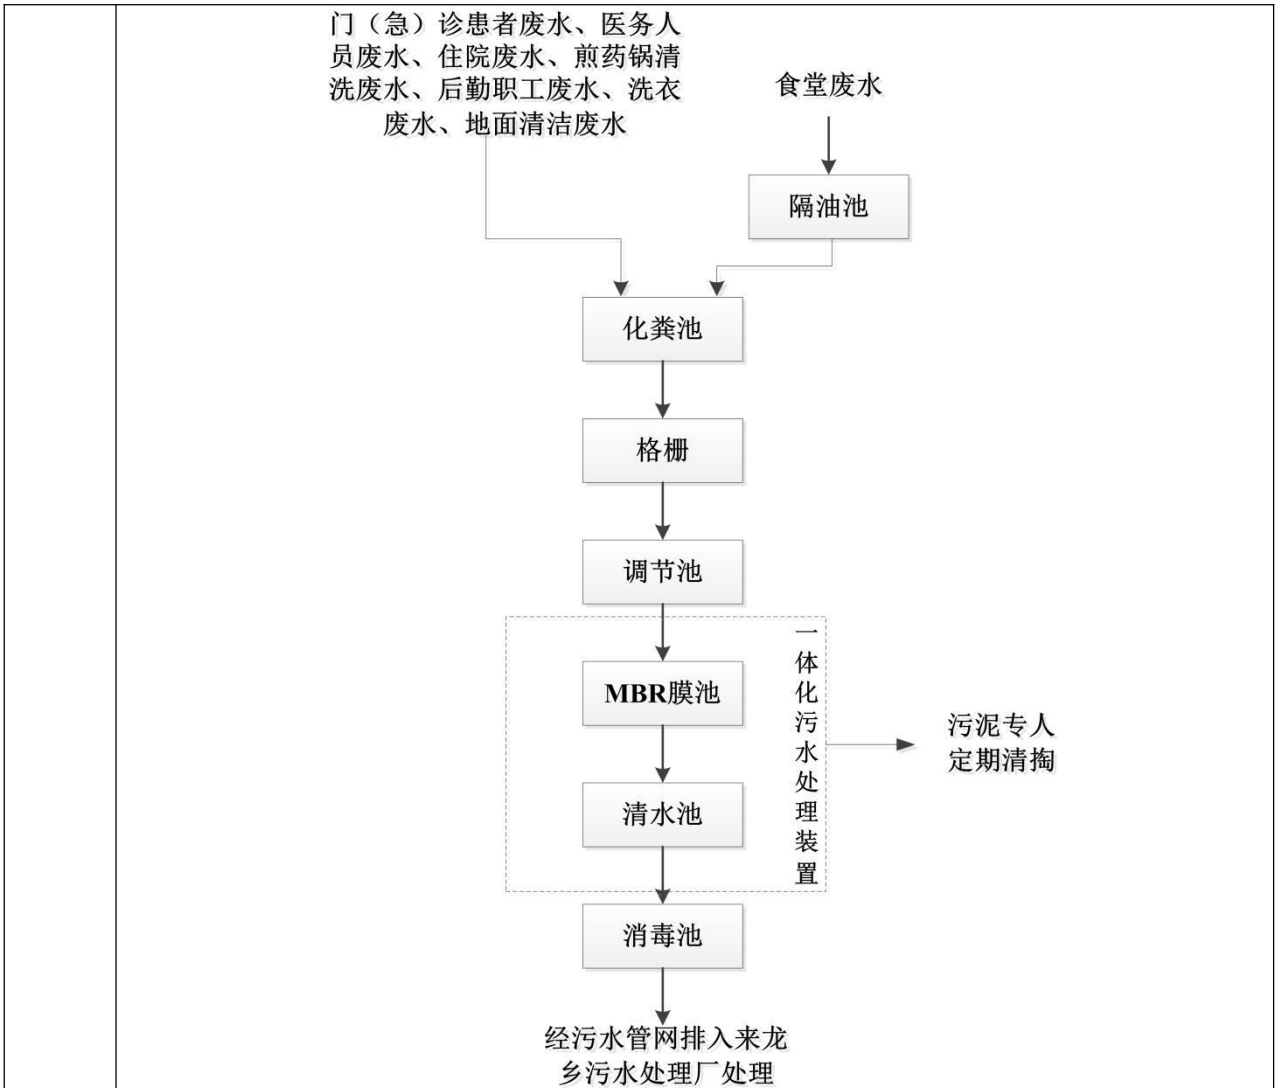 门（急）诊患者废水、医务人
员废水、住院废水、煎药锅清
洗废水、后勤职工废水、洗衣
废水、地面清洁废水
食堂废水
隔油池
化粪池
格栅
调节池
一体化污水处理装置
MBR膜池
清水池
污泥专人
定期清掏
消毒池
经污水管网排入来龙
乡污水处理厂处理